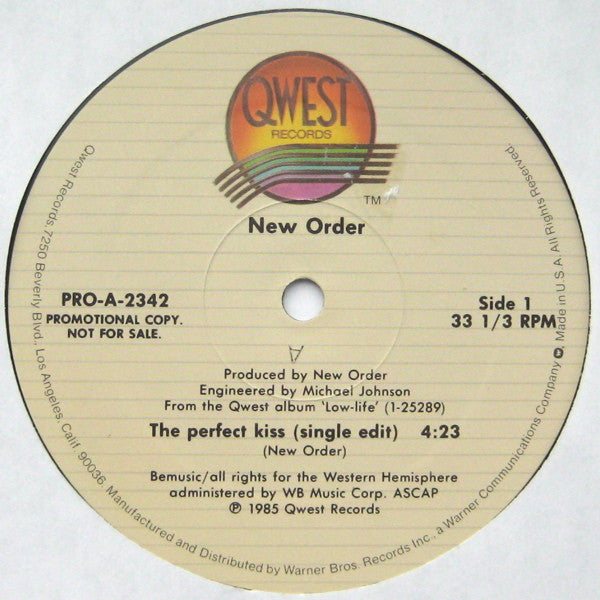 QWEST
RECORDS
TM
New Order
PRO-A-2342
PROMOTIONAL COPY.
NOT FOR SALE.
Side 1
33 1/3 RPM
A
Produced by New Order
Engineered by Michael Johnson
From the Qwest album 'Low-life' (1-25289)
The perfect kiss (single edit) 4:23
(New Order)
Bemusic/all rights for the Western Hemisphere
administered by WB Music Corp. ASCAP
℗ 1985 Qwest Records
Qwest Records, 7250 Beverly Blvd., Los Angeles, Calif. 90036 Manufactured and Distributed by Warner Bros. Records Inc., a Warner Communications Company Made in U.S.A. All Rights Reserved.